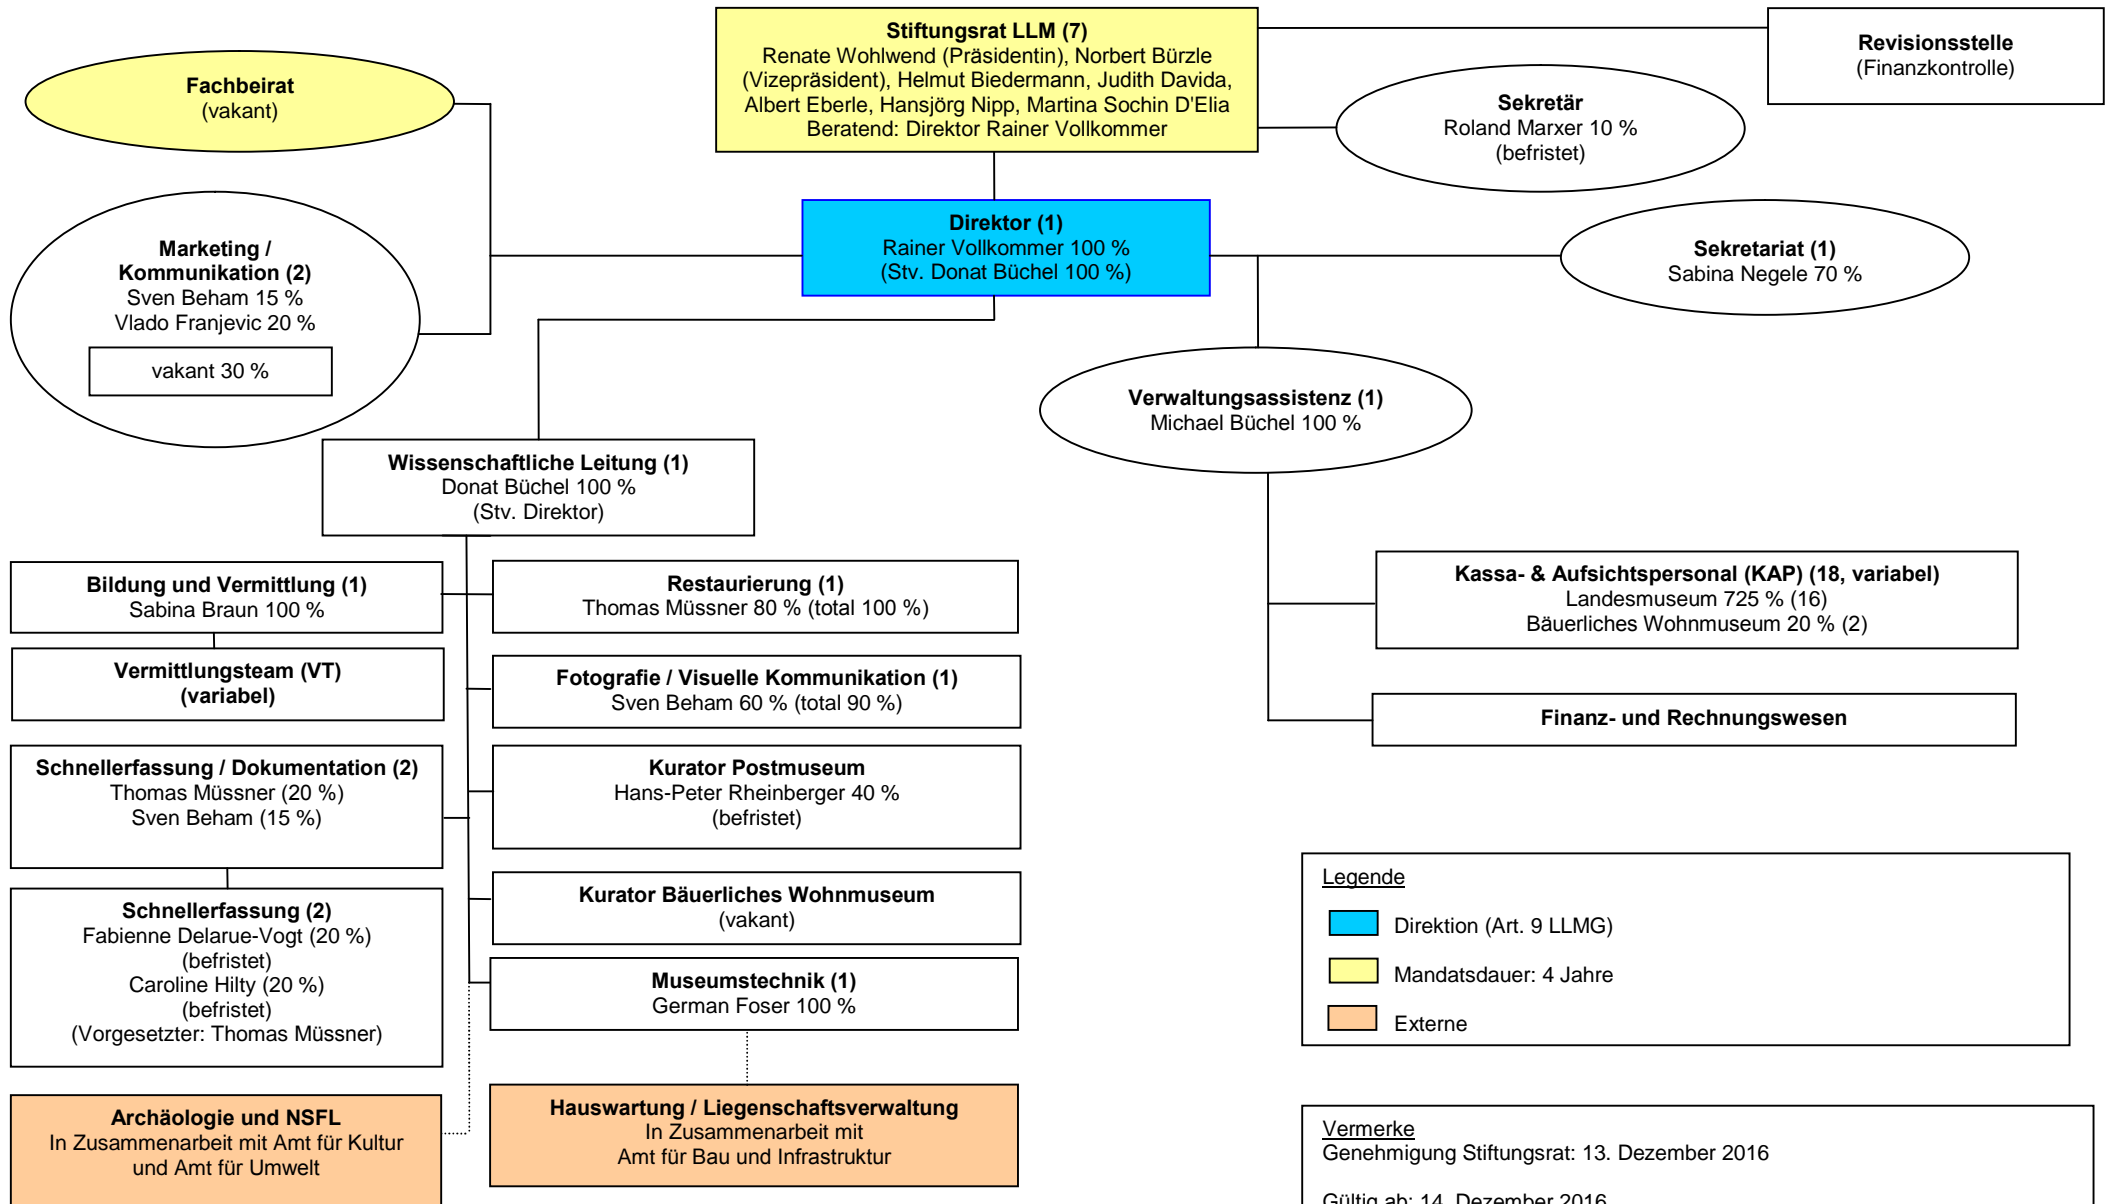 Stiftungsrat LLM (7)
Renate Wohlwend (Präsidentin), Norbert Bürzle
(Vizepräsident), Helmut Biedermann, Judith Davida,
Albert Eberle, Hansjörg Nipp, Martina Sochin D'Elia
Beratend: Direktor Rainer Vollkommer
Revisionsstelle
(Finanzkontrolle)
Fachbeirat
(vakant)
Sekretär
Roland Marxer 10 %
(befristet)
Direktor (1)
Rainer Vollkommer 100 %
(Stv. Donat Büchel 100 %)
Marketing /
Kommunikation (2)
Sven Beham 15 %
Vlado Franjevic 20 %
vakant 30 %
Sekretariat (1)
Sabina Negele 70 %
Verwaltungsassistenz (1)
Michael Büchel 100 %
Wissenschaftliche Leitung (1)
Donat Büchel 100 %
(Stv. Direktor)
Bildung und Vermittlung (1)
Sabina Braun 100 %
Restaurierung (1)
Thomas Müssner 80 % (total 100 %)
Kassa- & Aufsichtspersonal (KAP) (18, variabel)
Landesmuseum 725 % (16)
Bäuerliches Wohnmuseum 20 % (2)
Vermittlungsteam (VT)
(variabel)
Fotografie / Visuelle Kommunikation (1)
Sven Beham 60 % (total 90 %)
Finanz- und Rechnungswesen
Schnellerfassung / Dokumentation (2)
Thomas Müssner (20 %)
Sven Beham (15 %)
Kurator Postmuseum
Hans-Peter Rheinberger 40 %
(befristet)
Schnellerfassung (2)
Fabienne Delarue-Vogt (20 %)
(befristet)
Caroline Hilty (20 %)
(befristet)
(Vorgesetzter: Thomas Müssner)
Kurator Bäuerliches Wohnmuseum
(vakant)
Museumstechnik (1)
German Foser 100 %
Legende
Direktion (Art. 9 LLMG)
Mandatsdauer: 4 Jahre
Externe
Archäologie und NSFL
In Zusammenarbeit mit Amt für Kultur
und Amt für Umwelt
Hauswartung / Liegenschaftsverwaltung
In Zusammenarbeit mit
Amt für Bau und Infrastruktur
Vermerke
Genehmigung Stiftungsrat: 13. Dezember 2016
Gültig ab: 14. Dezember 2016